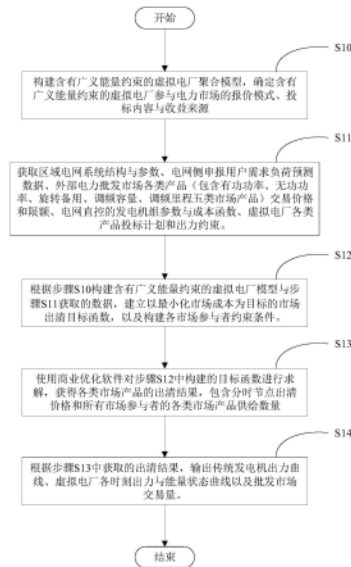 开始
S10
构建含有广义能量约束的虚拟电厂聚合模型，确定含有
广义能量约束的虚拟电厂参与电力市场的报价模式、投
标内容与收益来源
S11
获取区域电网系统结构与参数、电网侧申报用户需求负荷预测
数据、外部电力批发市场各类产品（包含有功功率、无功功
率、旋转备用、调频容量、调频里程五类市场产品）交易价格
和限额、电网直控的发电机组参数与成本函数、虚拟电厂各类
产品投标计划和出力约束。
S12
根据步骤S10构建含有广义能量约束的虚拟电厂模型与步
骤S11获取的数据，建立以最小化市场成本为目标的市场
出清目标函数，以及构建各市场参与者约束条件。
S13
使用商业优化软件对步骤S12中构建的目标函数进行求
解，获得各类市场产品的出清结果，包含分时节点出清
价格和所有市场参与者的各类市场产品供给数量
S14
根据步骤S13中获取的出清结果，输出传统发电机出力曲
线、虚拟电厂各时刻出力与能量状态曲线以及批发市场
交易量。
结束